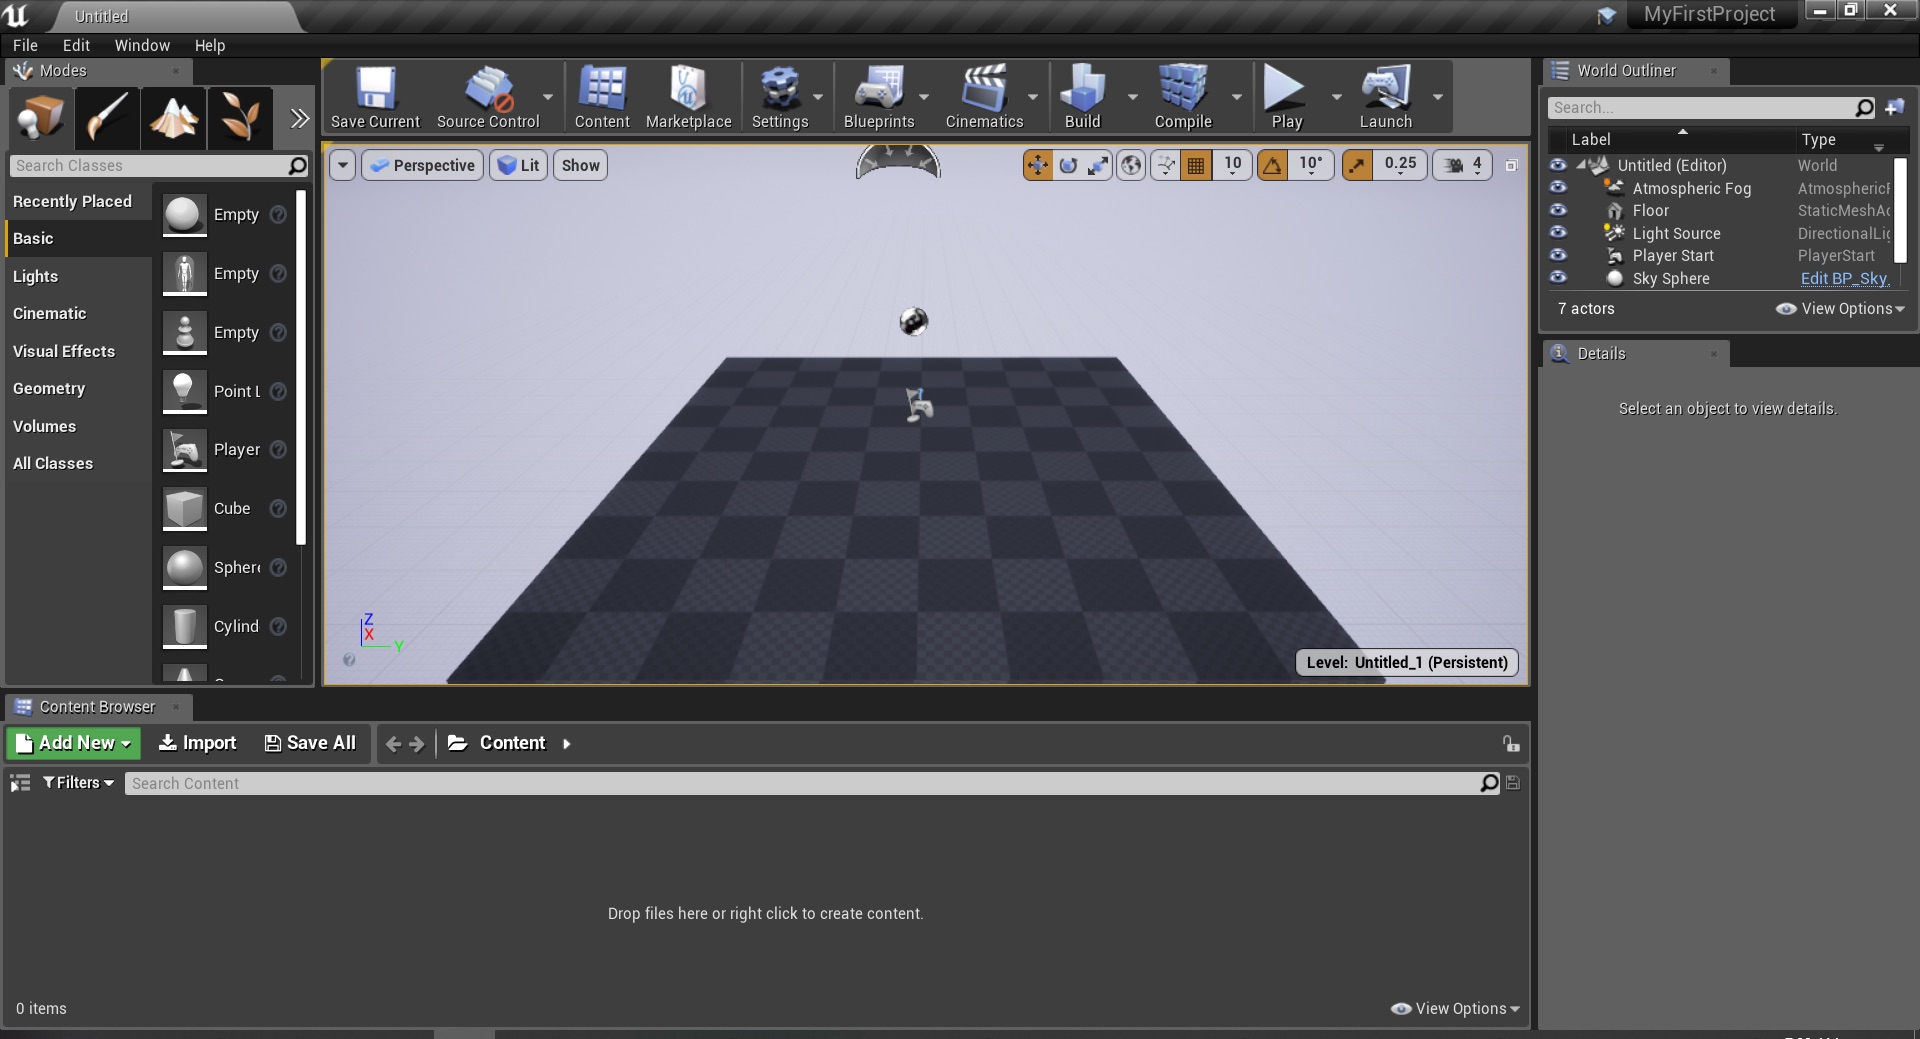 Untitled
MyFirstProject
File Edit Window Help
Modes
Search Classes
Recently Placed
Basic
Lights
Cinematic
Visual Effects
Geometry
Volumes
All Classes
Empty
Empty
Empty
Point L
Player
Cube
Sphere
Cylind
Save Current
Source Control
Content
Marketplace
Settings
Blueprints
Cinematics
Build
Compile
Play
Launch
Perspective
Lit
Show
10
10°
0.25
4
Z
X
Y
Level: Untitled_1 (Persistent)
World Outliner
Search...
Label Type
Untitled (Editor) World
Atmospheric Fog AtmosphericF
Floor StaticMeshAc
Light Source DirectionalLig
Player Start PlayerStart
Sky Sphere Edit BP_Sky
7 actors
View Options
Details
Select an object to view details.
Content Browser
Add New
Import
Save All
Content
Filters
Search Content
Drop files here or right click to create content.
0 items
View Options